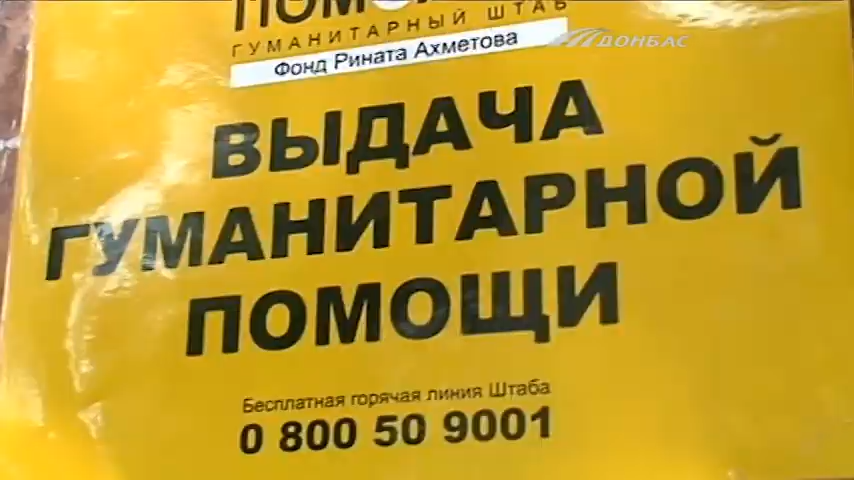 ГУМАНИТАРНЫЙ ШТАБ
Фонд Рината Ахметова
ДОНБАС
ВЫДАЧА
ГУМАНИТАРНОЙ
ПОМОЩИ
Бесплатная горячая линия Штаба
0 800 50 9001